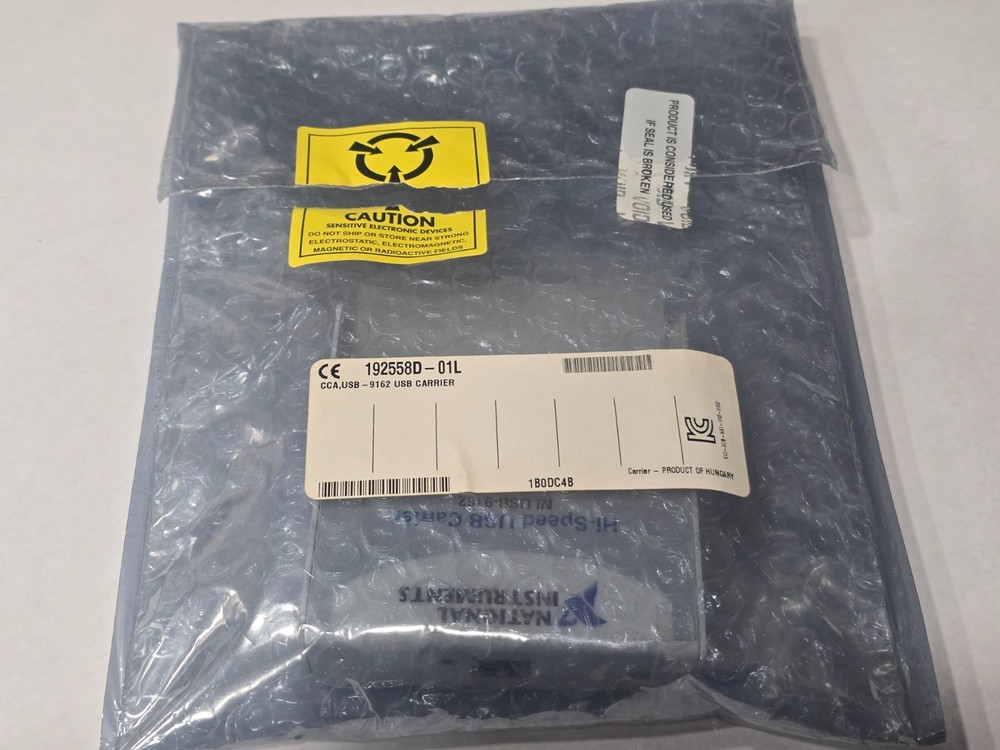 CAUTION
SENSITIVE ELECTRONIC DEVICES
DO NOT SHIP OR STORE NEAR STRONG
ELECTROSTATIC, ELECTROMAGNETIC,
MAGNETIC OR RADIOACTIVE FIELDS
PRODUCT IS CONSIDERED USED
IF SEAL IS BROKEN
VOID
CE 192558D-01L
CCA,USB-9162 USB CARRIER
1B0DC4B
Carrier - PRODUCT OF HUNGARY
NI USB-9162
Hi-Speed USB Carrier
NATIONAL
INSTRUMENTS